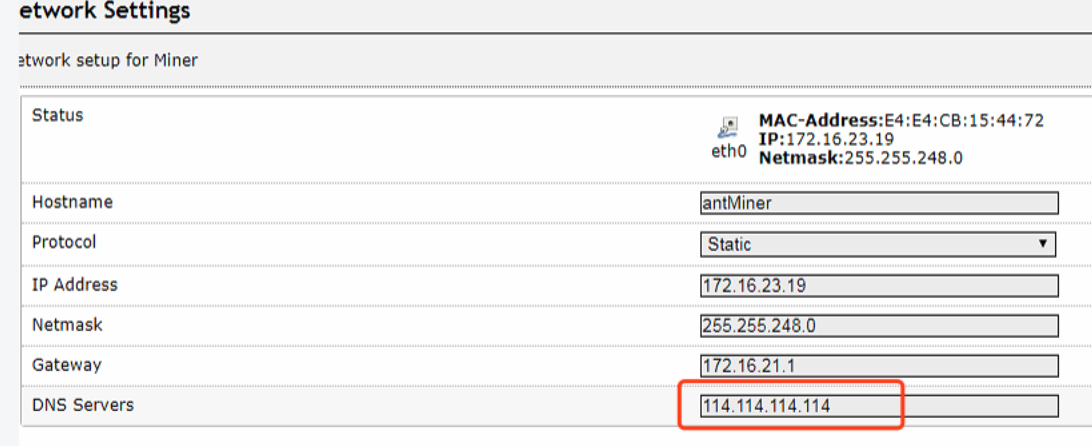 etwork Settings
etwork setup for Miner
Status
MAC-Address:E4:E4:CB:15:44:72
IP:172.16.23.19
eth0
Netmask:255.255.248.0
Hostname
antMiner
Protocol
Static
IP Address
172.16.23.19
Netmask
255.255.248.0
Gateway
172.16.21.1
DNS Servers
114.114.114.114